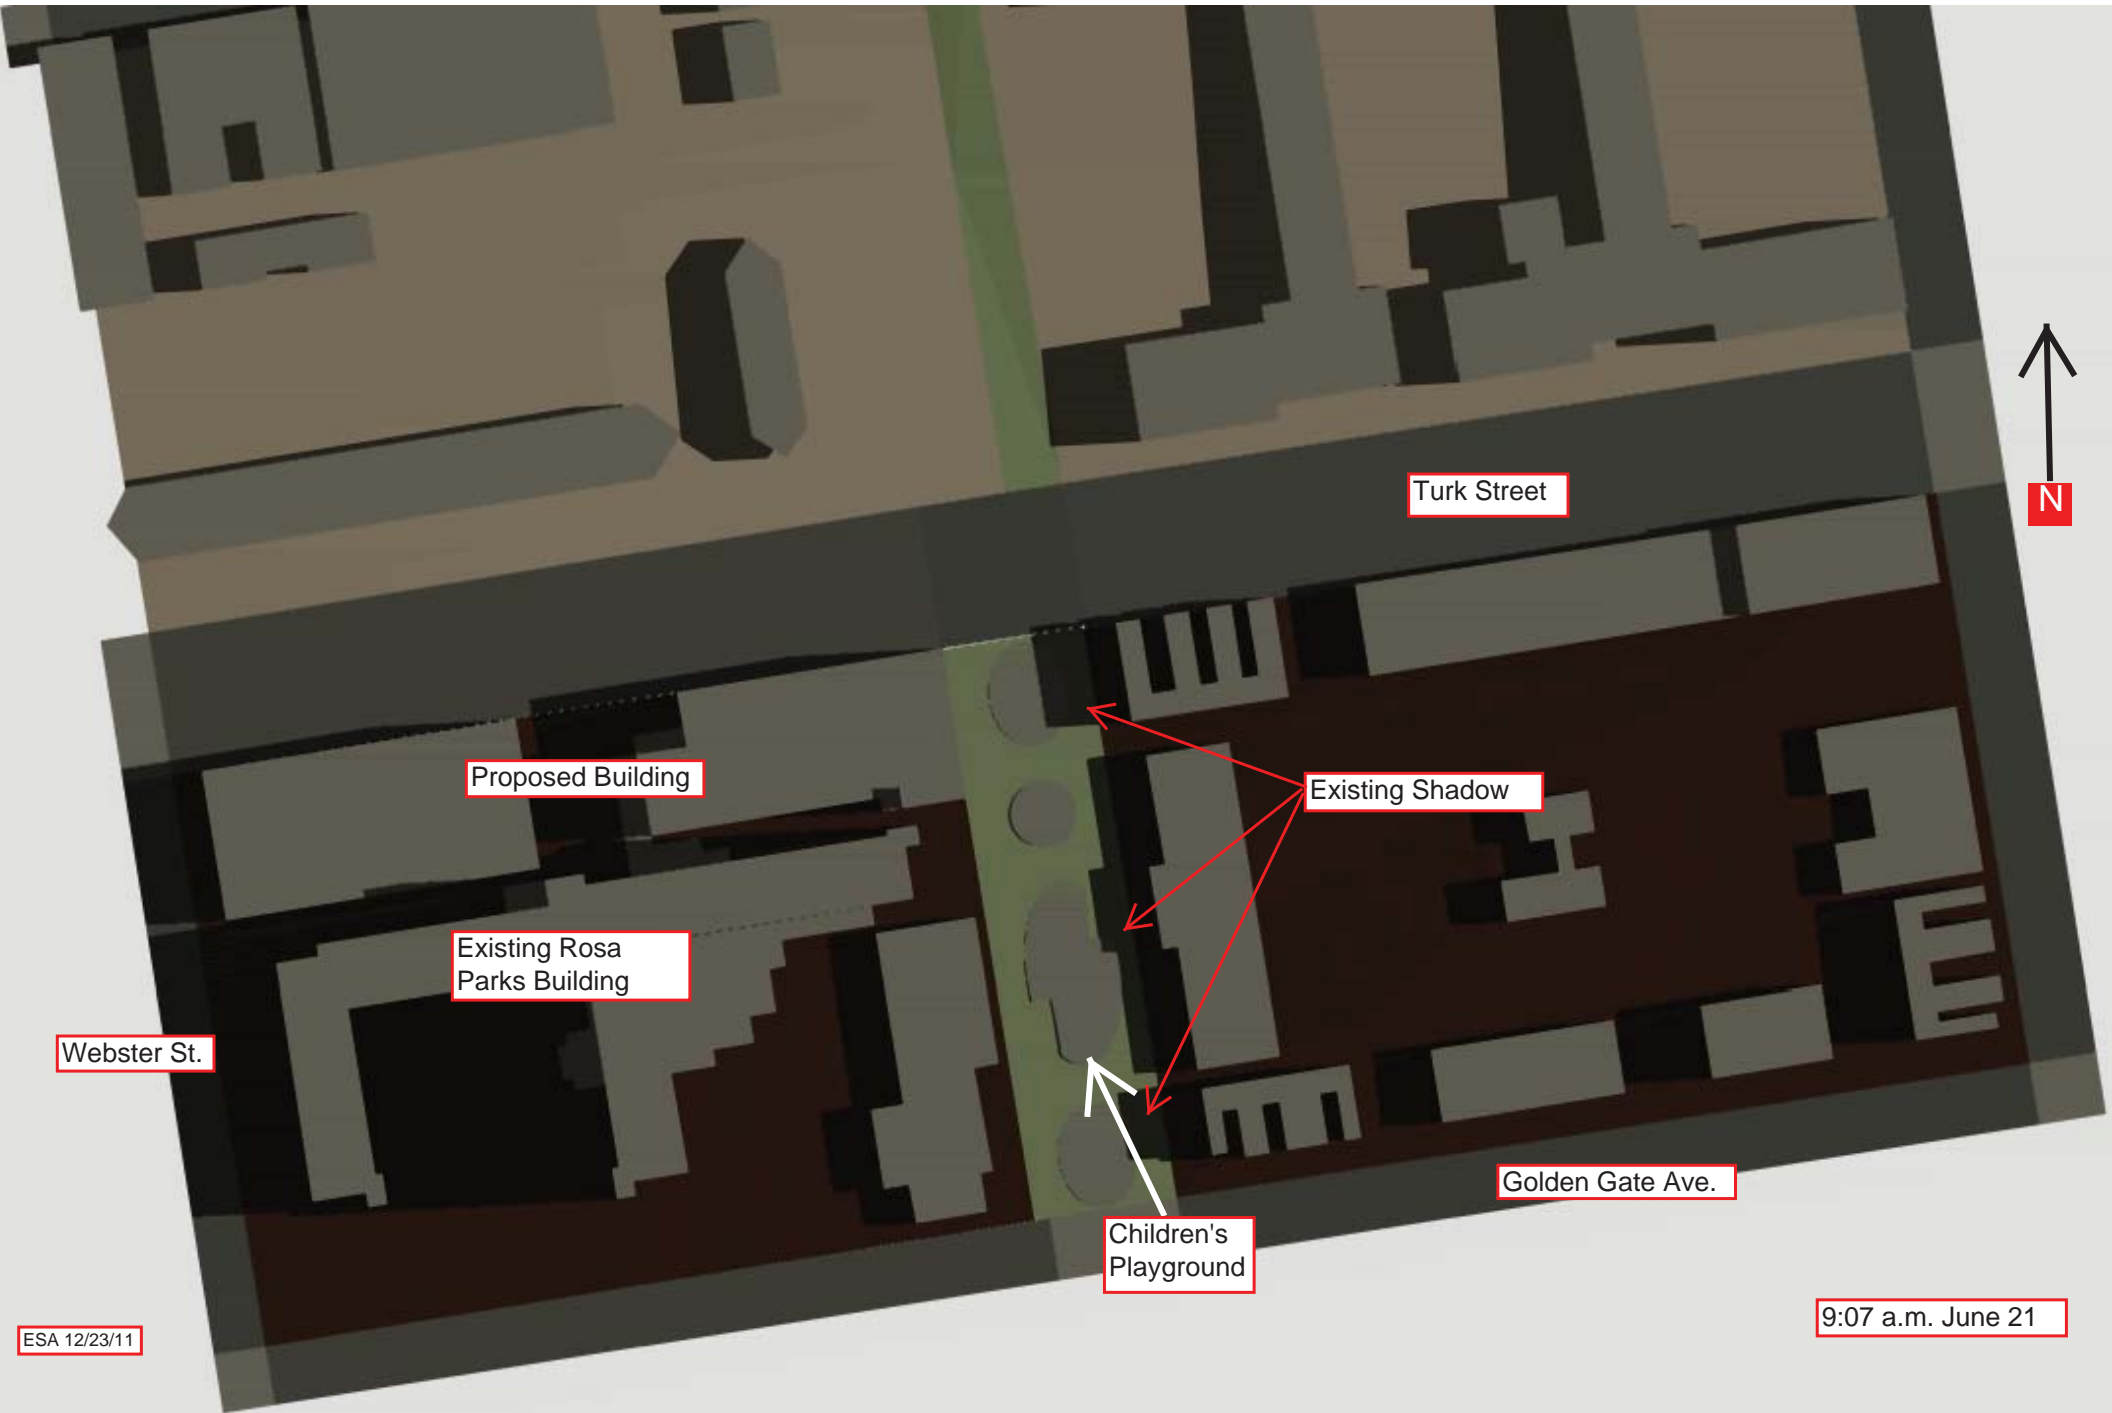 Turk Street
N
Proposed Building
Existing Shadow
Existing Rosa
Parks Building
Webster St.
Golden Gate Ave.
Children's
Playground
9:07 a.m. June 21
ESA 12/23/11